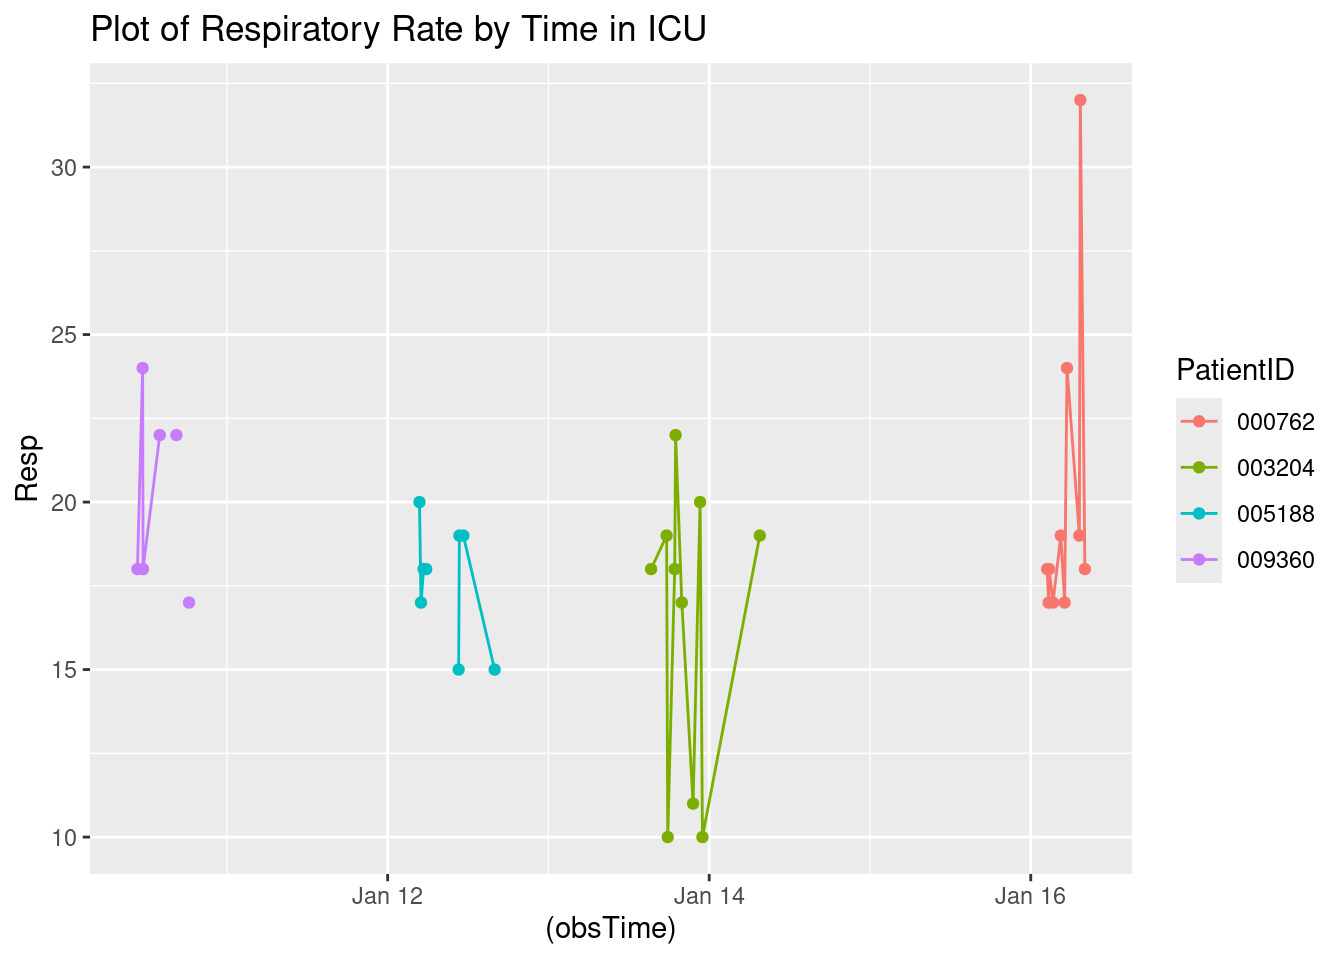 Plot of Respiratory Rate by Time in ICU
Resp
30
25
20
15
10
Jan 12
Jan 14
Jan 16
(obsTime)
PatientID
000762
003204
005188
009360